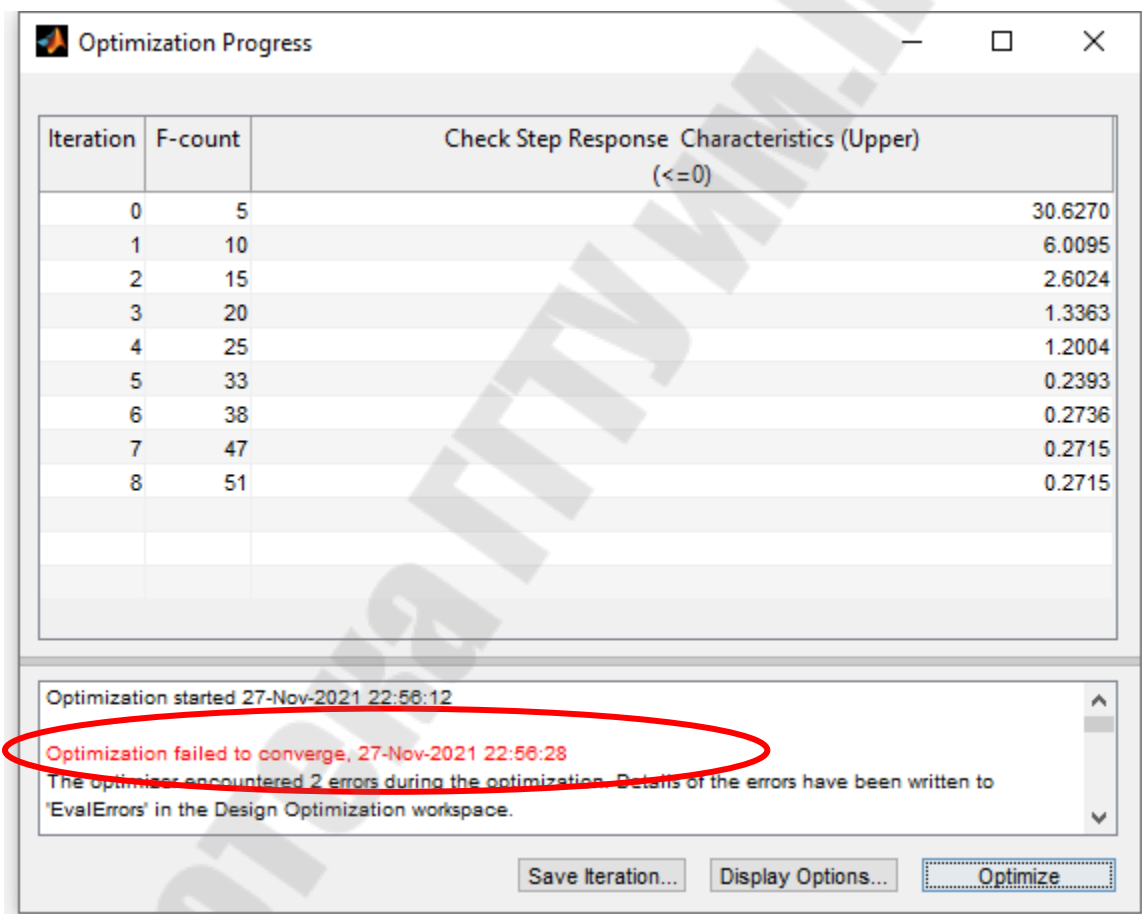 Optimization Progress
Iteration F-count Check Step Response Characteristics (Upper)
(<=0)
0 5 30.6270
1 10 6.0095
2 15 2.6024
3 20 1.3363
4 25 1.2004
5 33 0.2393
6 38 0.2736
7 47 0.2715
8 51 0.2715
Optimization started 27-Nov-2021 22:56:12
Optimization failed to converge, 27-Nov-2021 22:56:28
The optimizer encountered 2 errors during the optimization. Details of the errors have been written to
'EvalErrors' in the Design Optimization workspace.
Save Iteration... Display Options... Optimize